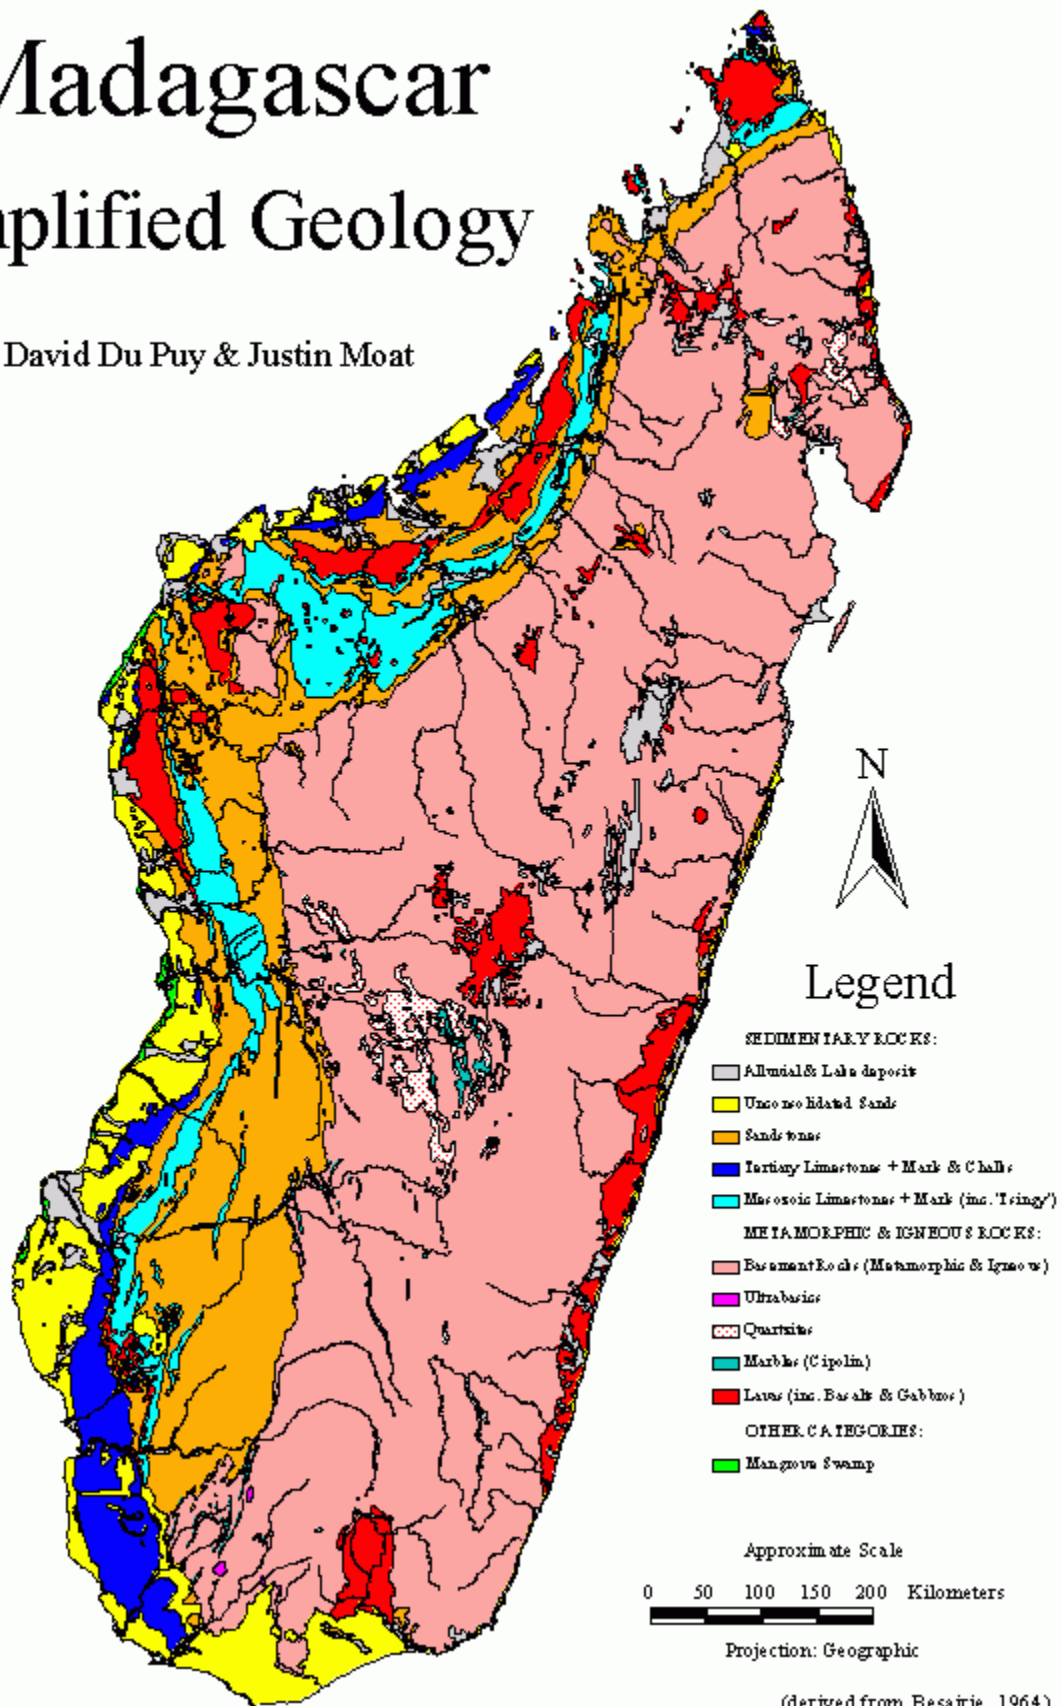 Madagascar
plified Geology
David Du Puy & Justin Moat
N
Legend
SEDIMENTARY ROCKS:
Alluvial & Lake deposits
Unconsolidated Sands
Sandstones
Tertiary Limestones + Marls & Chalks
Mesozoic Limestones + Marls (inc. 'Tsingy')
METAMORPHIC & IGNEOUS ROCKS:
Basement Rocks (Metamorphic & Igneous)
Ultrabasics
Quartzites
Marbles (Cipolin)
Lavas (inc. Basalts & Gabbros)
OTHER CATEGORIES:
Mangrove Swamp
Approximate Scale
0 50 100 150 200 Kilometers
Projection: Geographic
(derived from Besairie, 1964)